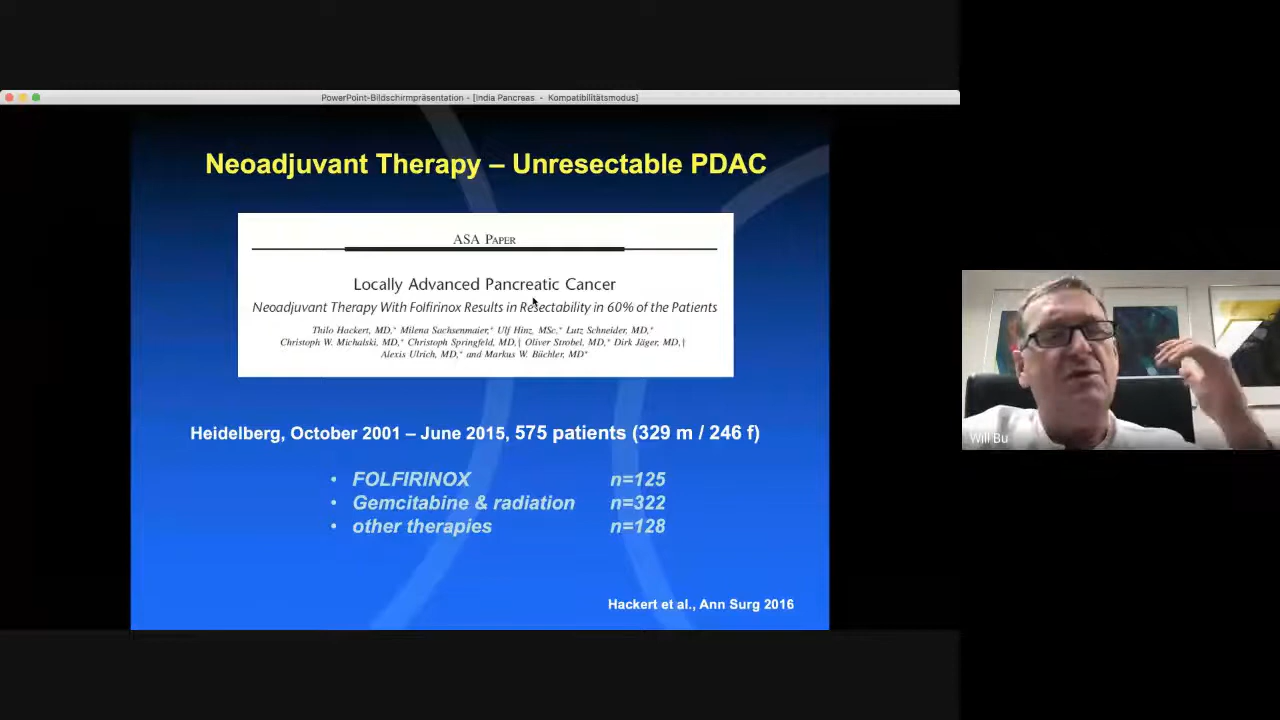 PowerPoint-Bildschirmpräsentation - [India Pancreas - Kompatibilitätsmodus]
Neoadjuvant Therapy – Unresectable PDAC
ASA PAPER
Locally Advanced Pancreatic Cancer
Neoadjuvant Therapy With Folfirinox Results in Resectability in 60% of the Patients
Thilo Hackert, MD,* Milena Sachsenmaier,* Ulf Hinz, MSc,* Lutz Schneider, MD,*
Christoph W. Michalski, MD,* Christoph Springfeld, MD,† Oliver Strobel, MD,* Dirk Jäger, MD,†
Alexis Ulrich, MD,* and Markus W. Büchler, MD*
Heidelberg, October 2001 – June 2015, 575 patients (329 m / 246 f)
• FOLFIRINOX n=125
• Gemcitabine & radiation n=322
• other therapies n=128
Hackert et al., Ann Surg 2016
Will Bu